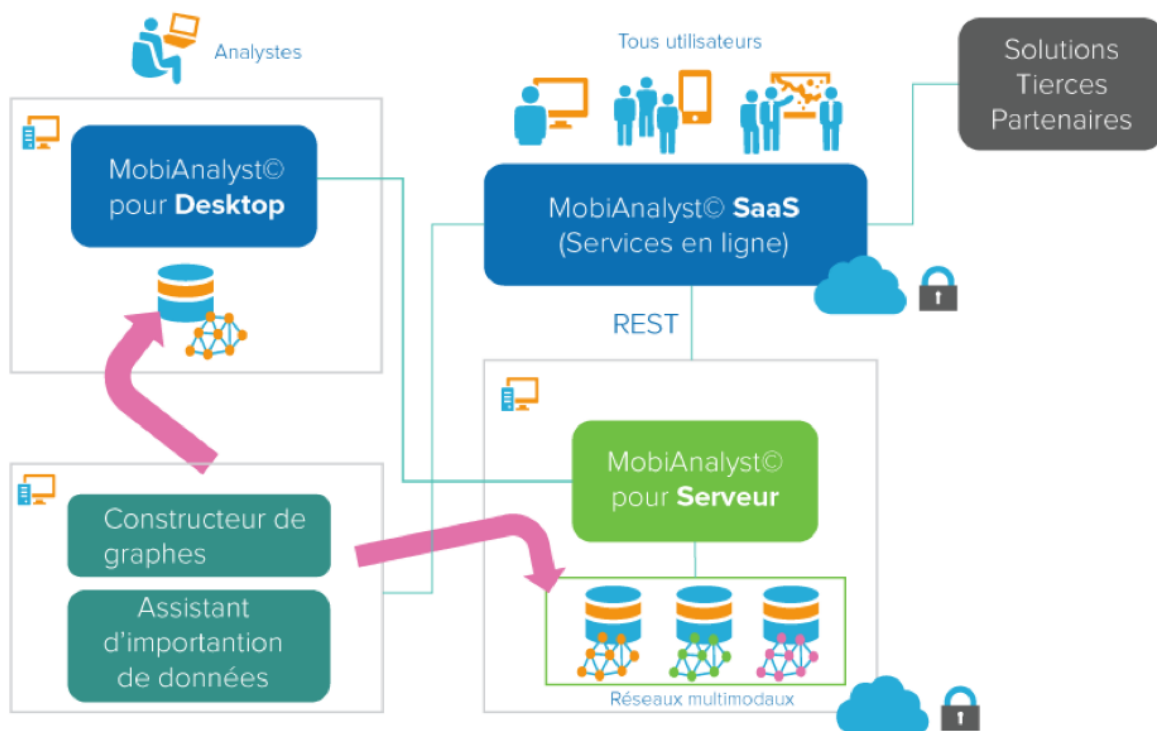 Analystes
Tous utilisateurs
Solutions
Tierces
Partenaires
MobiAnalyst©
pour Desktop
MobiAnalyst© SaaS
(Services en ligne)
REST
MobiAnalyst©
pour Serveur
Constructeur de
graphes
Assistant
d'importantion
de données
Réseaux multimodaux